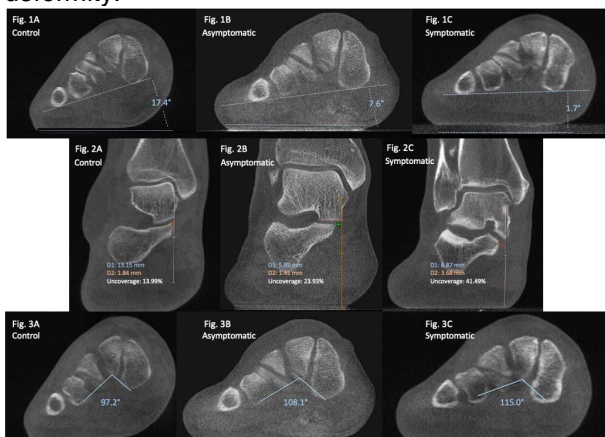 deformity.
Fig. 1A
Control
17.4°
Fig. 1B
Asymptomatic
7.6°
Fig. 1C
Symptomatic
1.7°
Fig. 2A
Control
D1: 13.15 mm
D2: 1.84 mm
Uncoverage: 13.99%
Fig. 2B
Asymptomatic
D1: 5.89 mm
D2: 1.41 mm
Uncoverage: 23.93%
Fig. 2C
Symptomatic
D1: 8.87 mm
D2: 3.68 mm
Uncoverage: 41.49%
Fig. 3A
Control
97.2°
Fig. 3B
Asymptomatic
108.1°
Fig. 3C
Symptomatic
115.0°